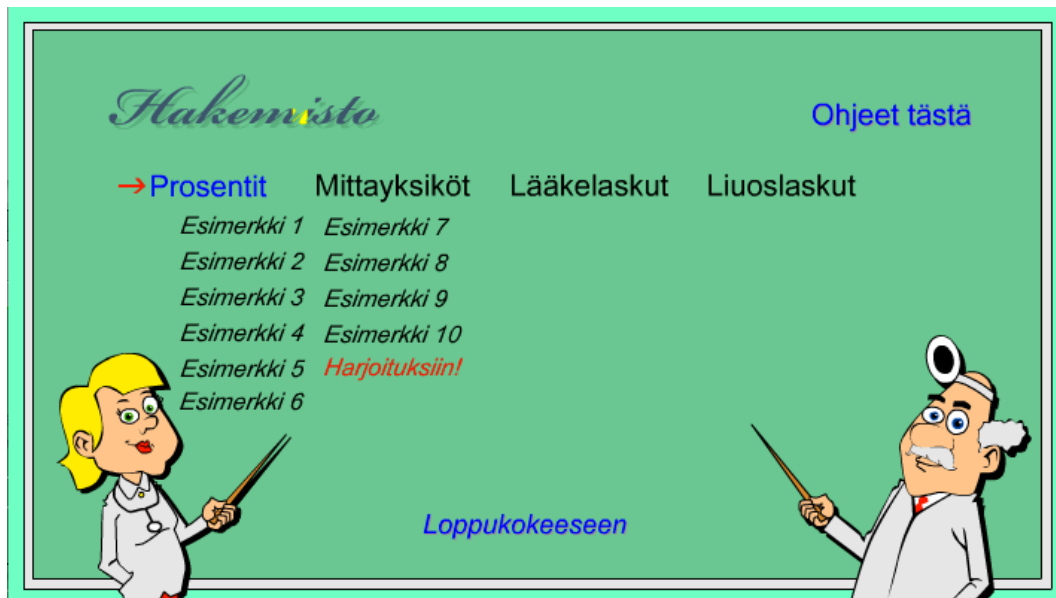 Hakemisto
Ohjeet tästä
→Prosentit Mittayksiköt Lääkelaskut Liuoslaskut
Esimerkki 1 Esimerkki 7
Esimerkki 2 Esimerkki 8
Esimerkki 3 Esimerkki 9
Esimerkki 4 Esimerkki 10
Esimerkki 5 Harjoituksiin!
Esimerkki 6
Loppukokeeseen